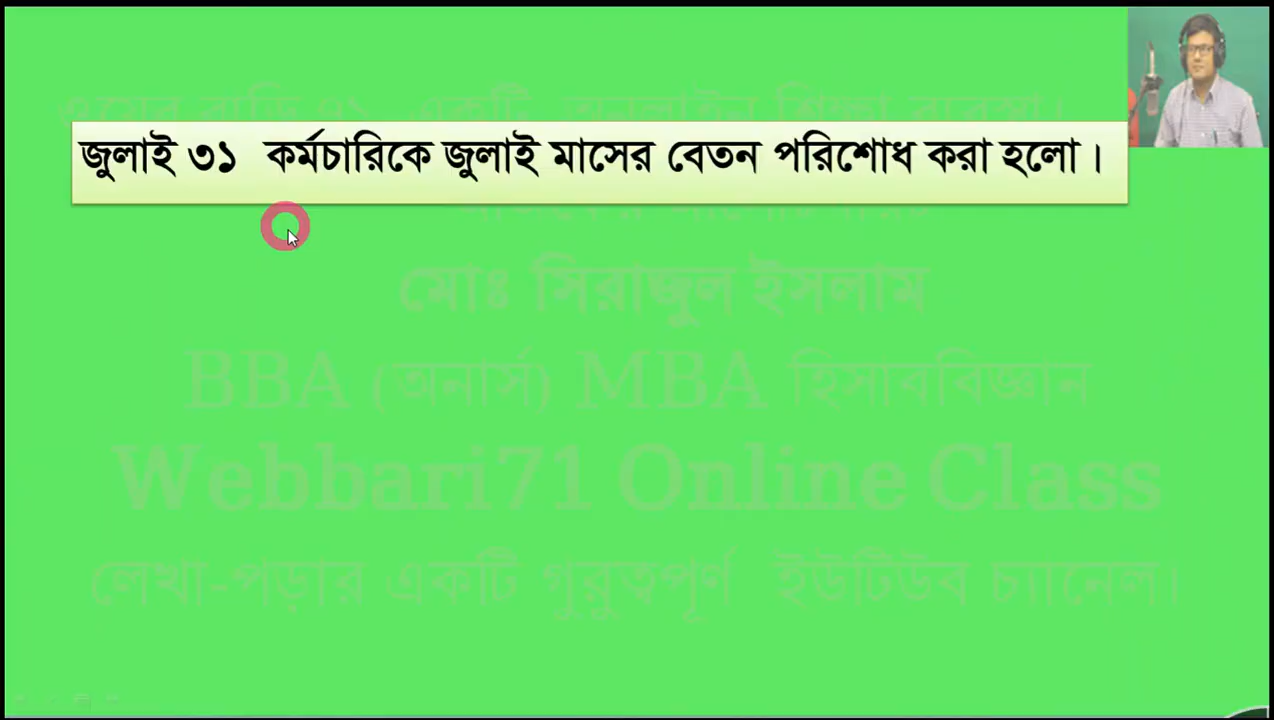 জুলাই ৩১ কর্মচারিকে জুলাই মাসের বেতন পরিশোধ করা হলো।
মোঃ সিরাজুল ইসলাম
BBA (অনার্স) MBA হিসাববিজ্ঞান
Webbari71 Online Class
লেখা-পড়ার একটি গুরুত্বপূর্ণ ইউটিউব চ্যানেল।